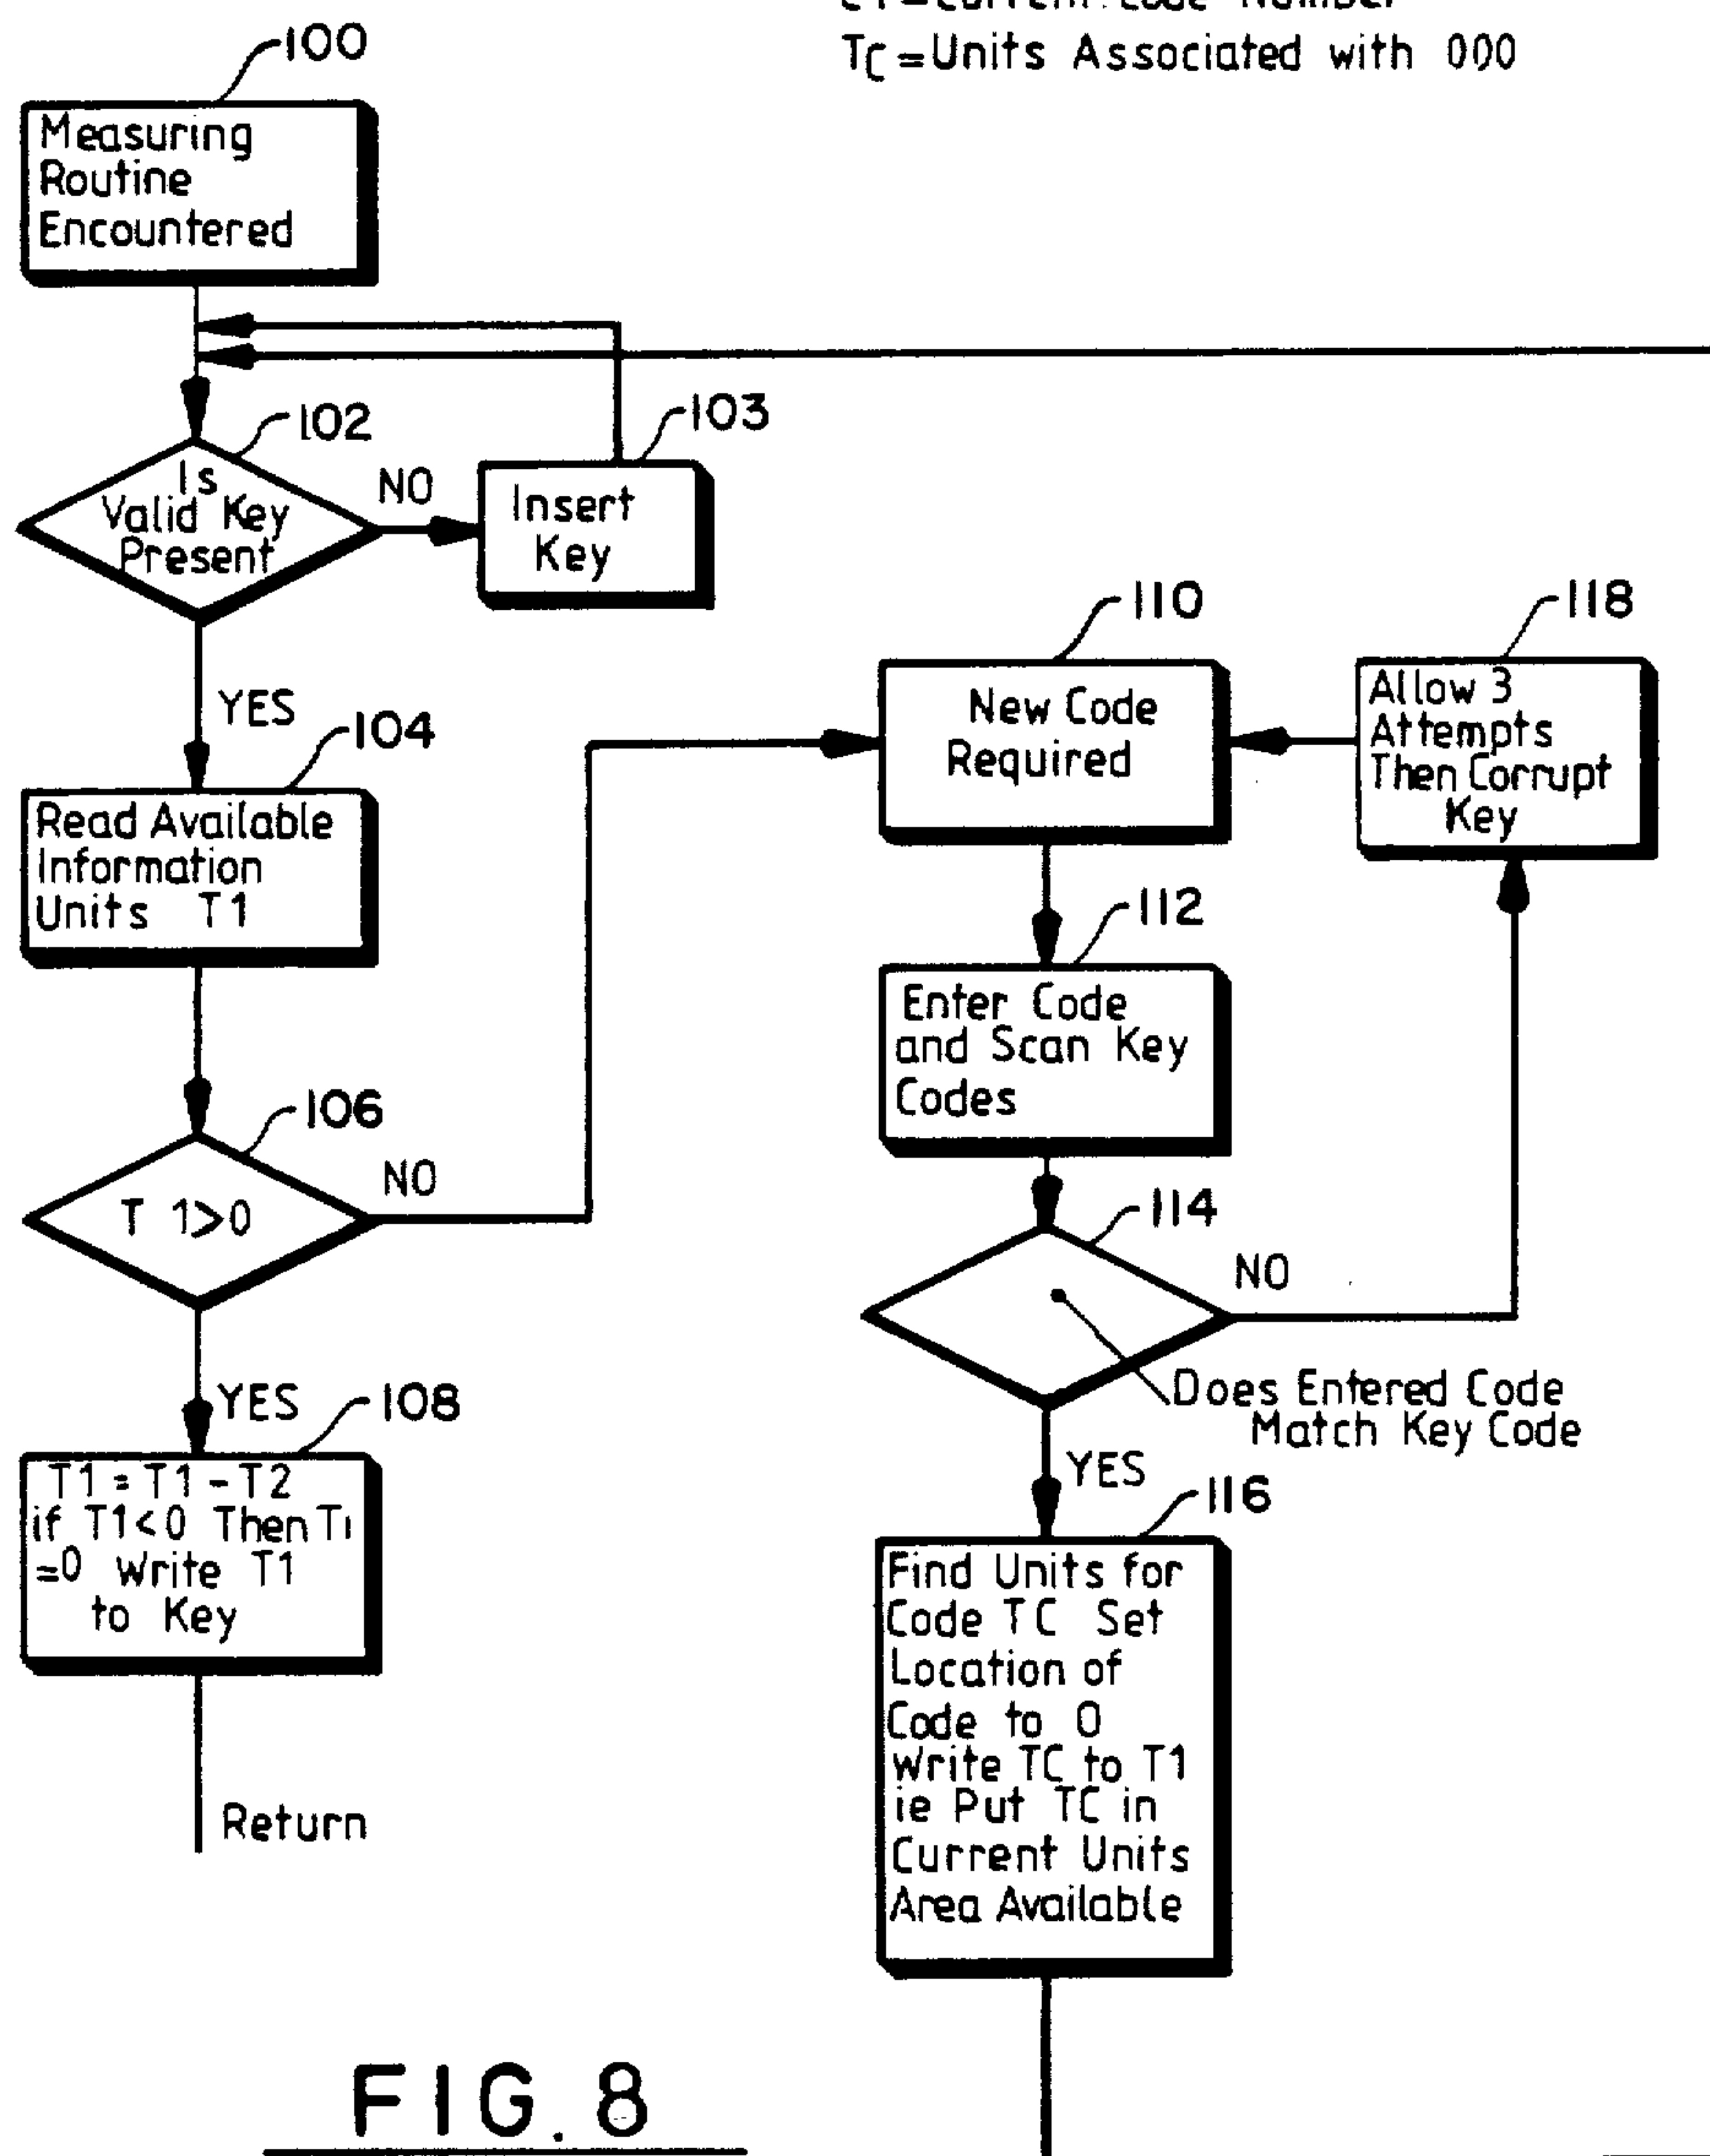 TC=Units Associated with 000
100
Measuring
Routine
Encountered
102
Is
Valid Key
Present
NO
103
Insert
Key
YES
104
Read Available
Information
Units T1
106
T 1>0
NO
YES
108
T1=T1-T2
if T1<0 Then T1
=0 Write T1
to Key
Return
110
New Code
Required
118
Allow 3
Attempts
Then Corrupt
Key
112
Enter Code
and Scan Key
Codes
114
NO
Does Entered Code
Match Key Code
YES
116
Find Units for
Code TC Set
Location of
Code to 0
Write TC to T1
ie Put TC in
Current Units
Area Available
FIG. 8